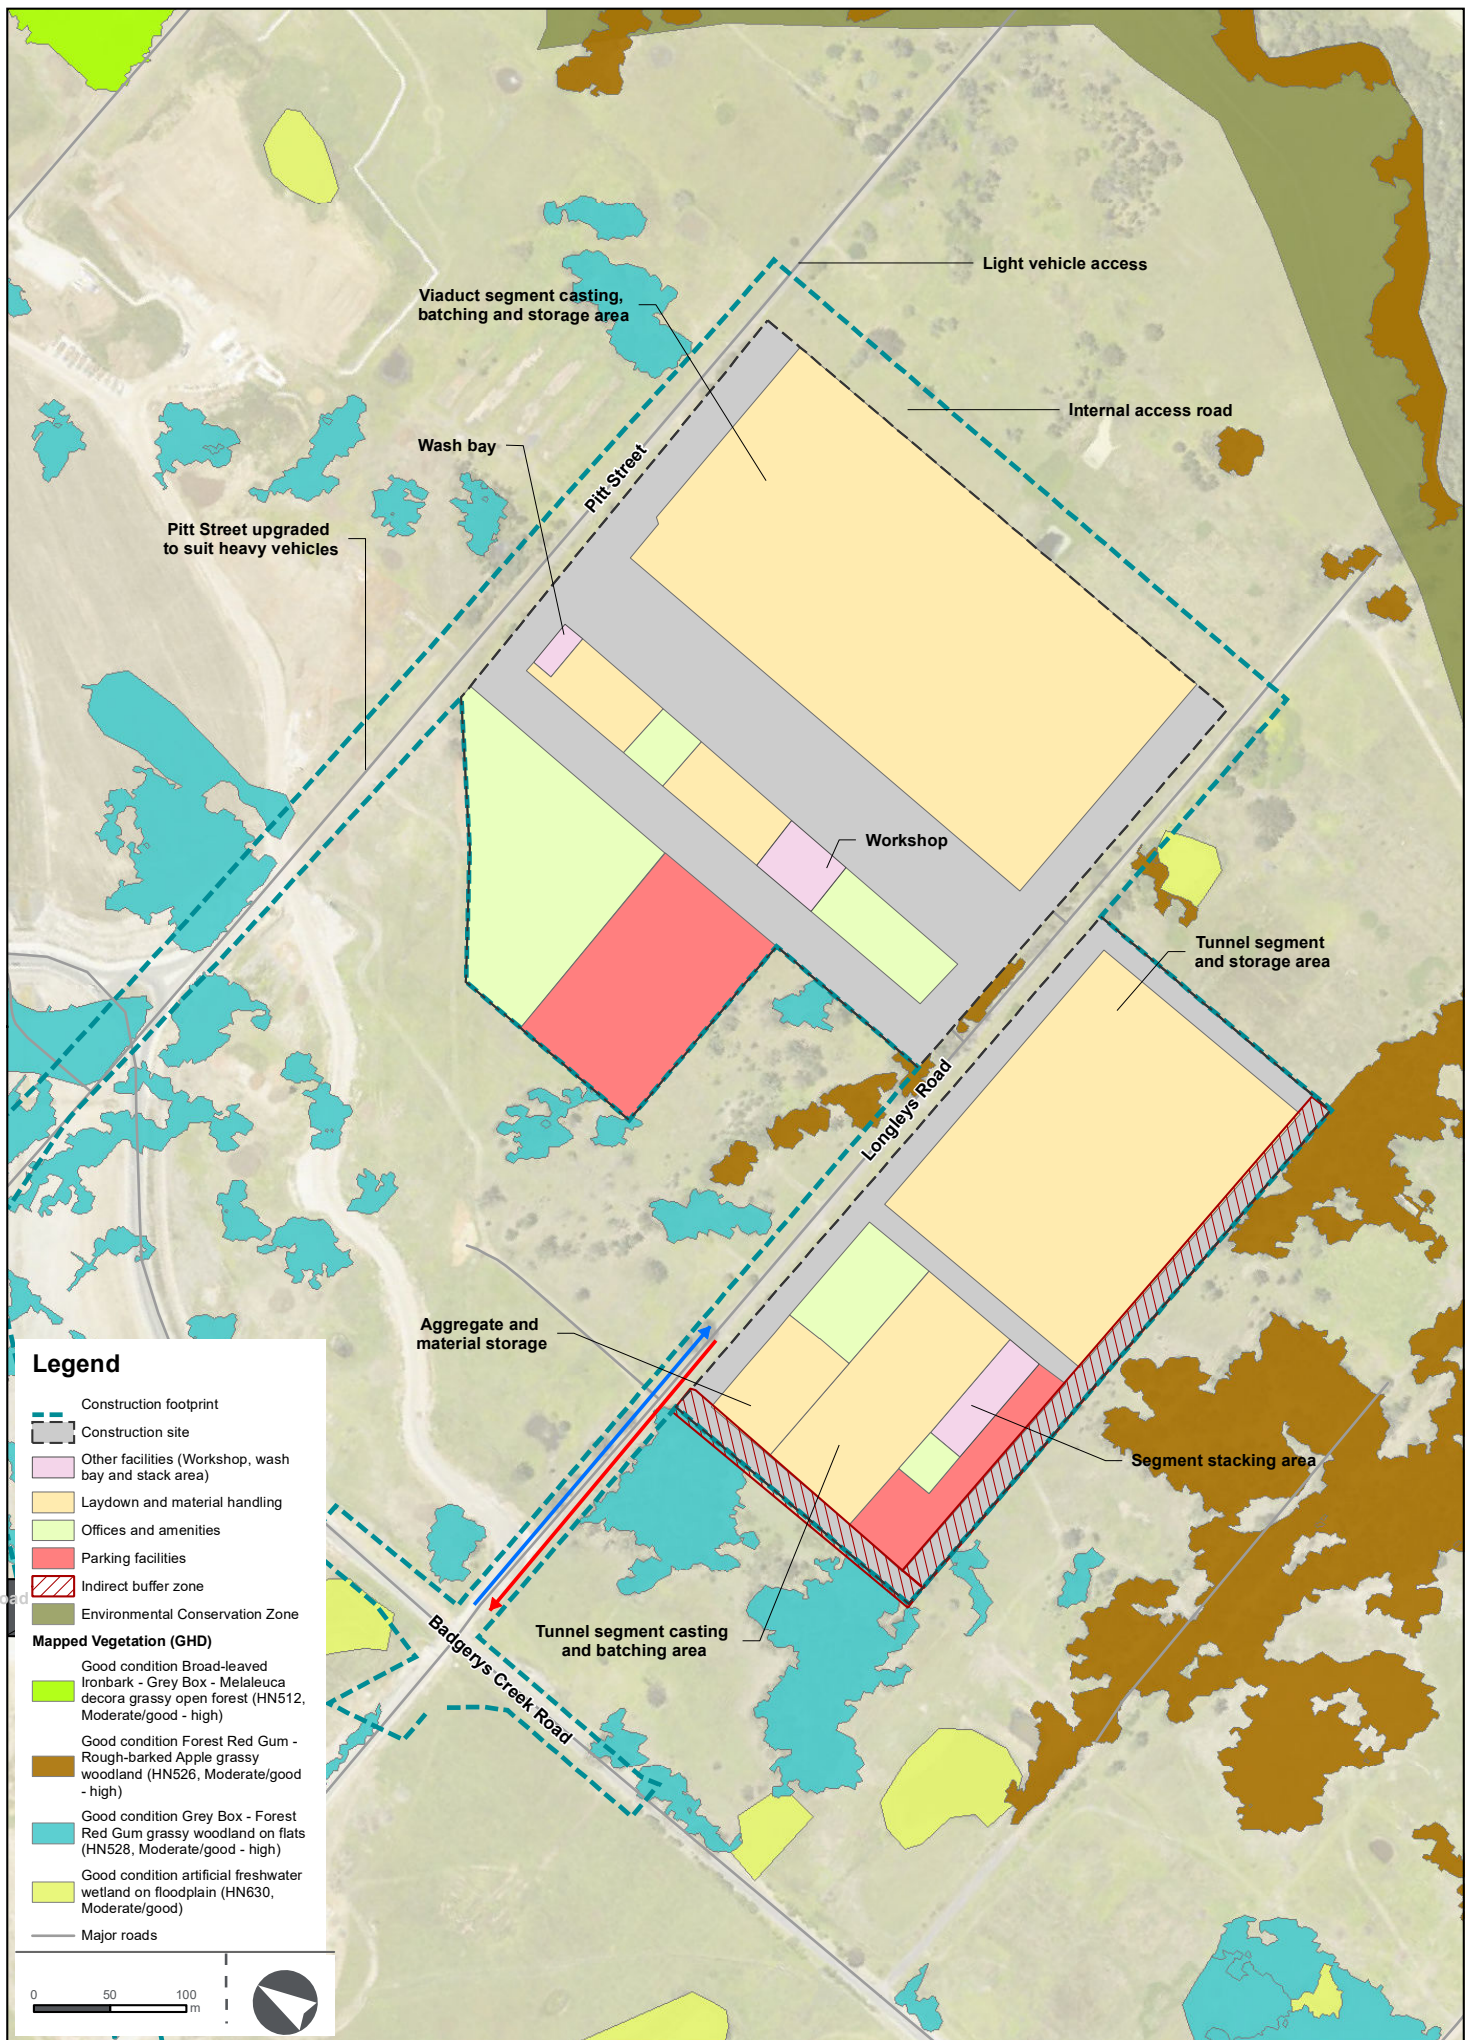 Light vehicle access
Viaduct segment casting,
batching and storage area
Internal access road
Wash bay
Pitt Street
Pitt Street upgraded
to suit heavy vehicles
Workshop
Tunnel segment
and storage area
Longleys Road
Aggregate and
material storage
Segment stacking area
Tunnel segment casting
and batching area
Badgerys Creek Road
oad
Legend
Construction footprint
Construction site
Other facilities (Workshop, wash
bay and stack area)
Laydown and material handling
Offices and amenities
Parking facilities
Indirect buffer zone
Environmental Conservation Zone
Mapped Vegetation (GHD)
Good condition Broad-leaved
Ironbark - Grey Box - Melaleuca
decora grassy open forest (HN512,
Moderate/good - high)
Good condition Forest Red Gum -
Rough-barked Apple grassy
woodland (HN526, Moderate/good
- high)
Good condition Grey Box - Forest
Red Gum grassy woodland on flats
(HN528, Moderate/good - high)
Good condition artificial freshwater
wetland on floodplain (HN630,
Moderate/good)
Major roads
0 50 100
m